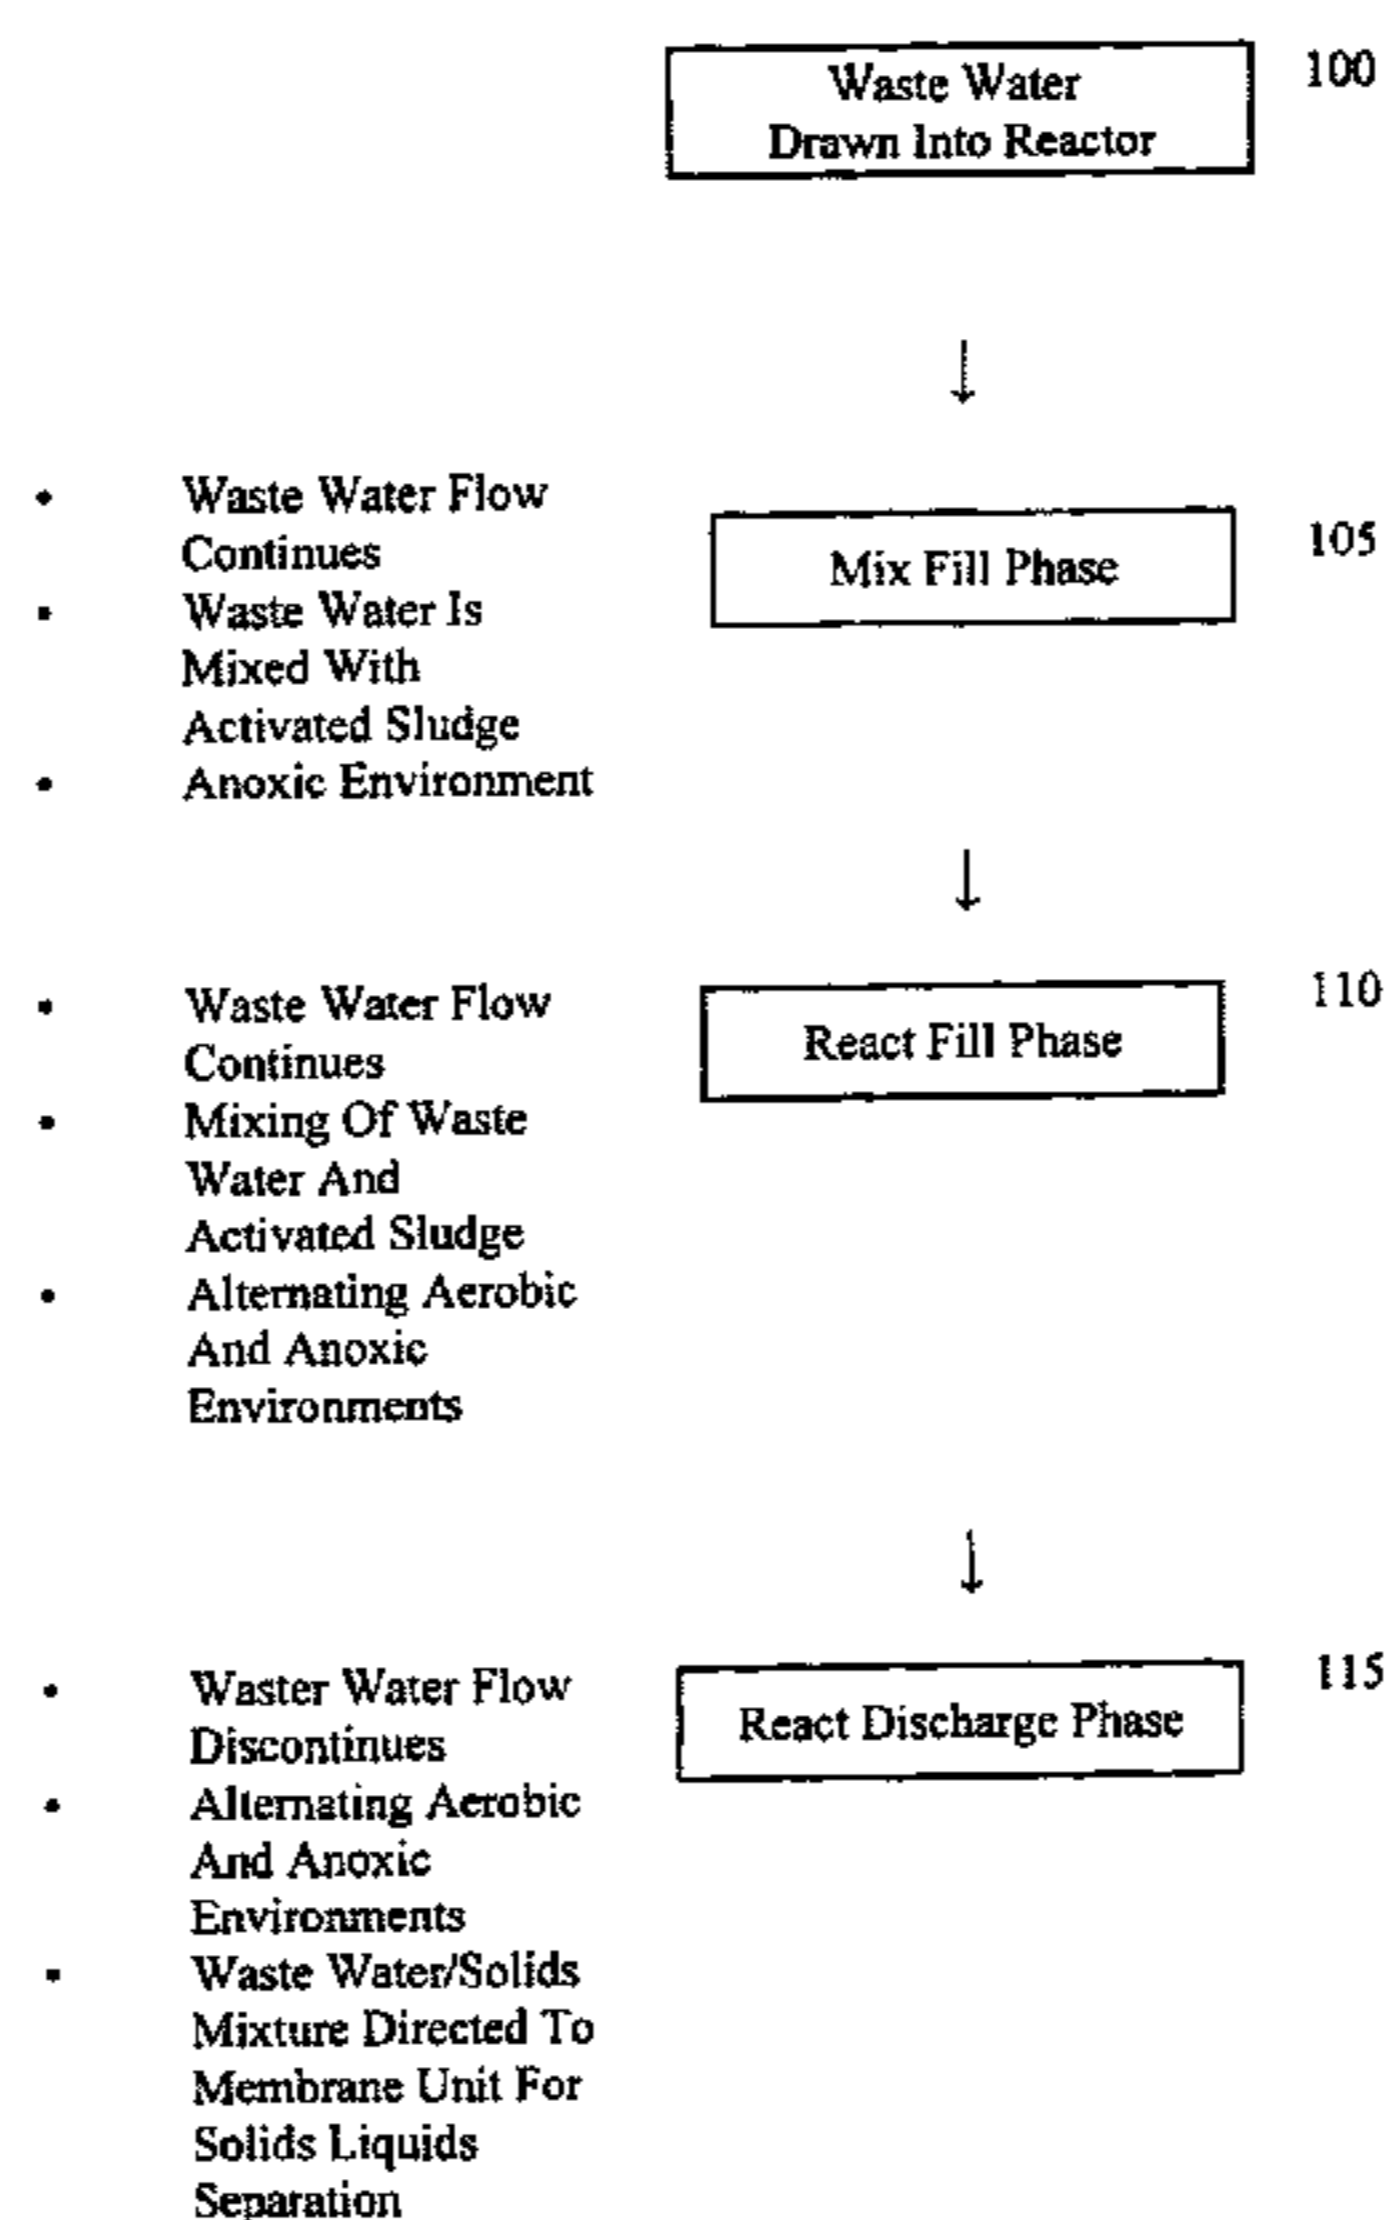 Waste Water
Drawn Into Reactor
100
• Waste Water Flow
Continues
• Waste Water Is
Mixed With
Activated Sludge
• Anoxic Environment
Mix Fill Phase
105
• Waste Water Flow
Continues
• Mixing Of Waste
Water And
Activated Sludge
• Alternating Aerobic
And Anoxic
Environments
React Fill Phase
110
• Waster Water Flow
Discontinues
• Alternating Aerobic
And Anoxic
Environments
• Waste Water/Solids
Mixture Directed To
Membrane Unit For
Solids Liquids
Separation
React Discharge Phase
115